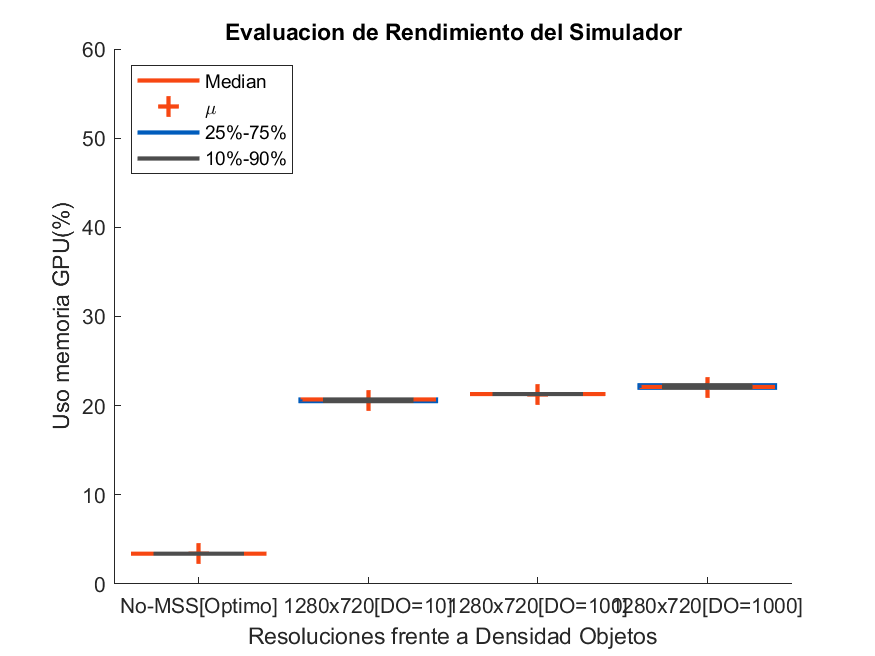 Evaluacion de Rendimiento del Simulador
60
50
40
30
20
10
0
Uso memoria GPU(%)
Median
μ
25%-75%
10%-90%
No-MSS[Optimo]
1280x720[DO=10]
1280x720[DO=100]
1280x720[DO=1000]
Resoluciones frente a Densidad Objetos